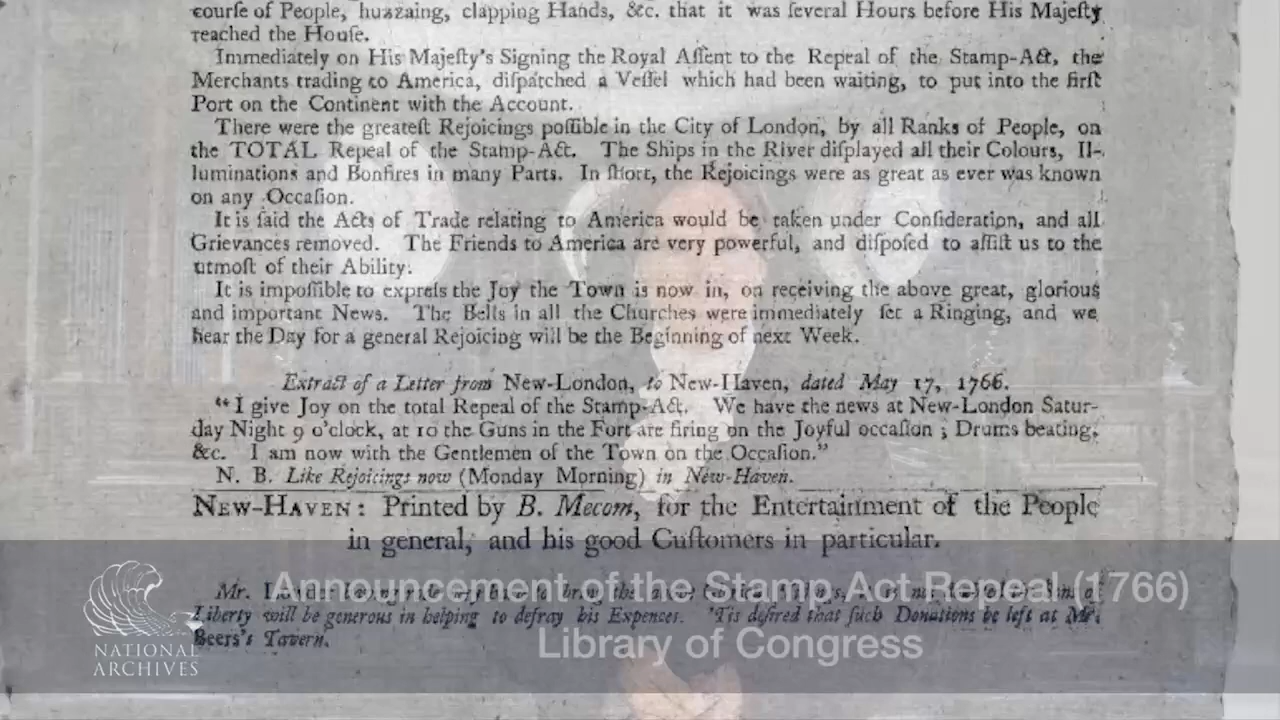 courſe of People, huzzaing, clapping Hands, &c. that it was ſeveral Hours before His Majeſty
reached the Houſe.
Immediately on His Majeſty's Signing the Royal Aſſent to the Repeal of the Stamp-Act, the
Merchants trading to America, diſpatched a Veſſel which had been waiting, to put into the firſt
Port on the Continent with the Account.
There were the greateſt Rejoicings poſſible in the City of London, by all Ranks of People, on
the TOTAL Repeal of the Stamp-Act. The Ships in the River diſplayed all their Colours, Il-
luminations and Bonfires in many Parts. In ſhort, the Rejoicings were as great as ever was known
on any Occaſion.
It is ſaid the Acts of Trade relating to America would be taken under Conſideration, and all
Grievances removed. The Friends to America are very powerful, and diſpoſed to aſſiſt us to the
utmoſt of their Ability.
It is impoſſible to expreſs the Joy the Town is now in, on receiving the above great, glorious
and important News. The Bells in all the Churches were immediately ſet a Ringing, and we
hear the Day for a general Rejoicing will be the Beginning of next Week.
Extract of a Letter from New-London, to New-Haven, dated May 17, 1766.
“I give Joy on the total Repeal of the Stamp-Act. We have the news at New-London Satur-
day Night 9 o'clock, at 10 the Guns in the Fort are firing on the Joyful occaſion ; Drums beating,
&c. I am now with the Gentlemen of the Town on the Occaſion.”
N. B. Like Rejoicings now (Monday Morning) in New-Haven.
NEW-HAVEN: Printed by B. Mecom, for the Entertainment of the People
in general, and his good Cuſtomers in particular.
Mr.
Liberty will be generous in helping to defray his Expences. 'Tis deſired that ſuch Donations be left at Mr.
Beers's Tavern.
Announcement of the Stamp Act Repeal (1766)
Library of Congress
NATIONAL
ARCHIVES